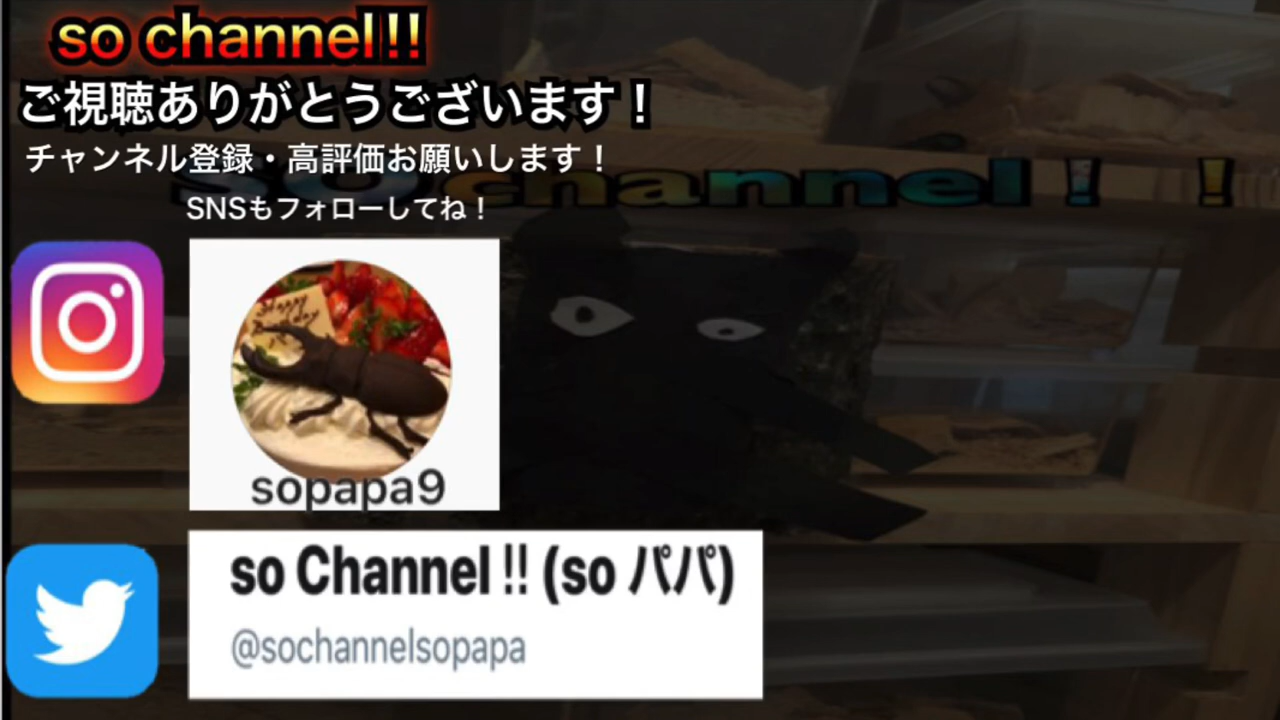 so channel!!
ご視聴ありがとうございます！
チャンネル登録・高評価お願いします！
so channel！！
SNSもフォローしてね！
Happy
Birthday
sopapa9
so Channel !! (so パパ)
@sochannelsopapa